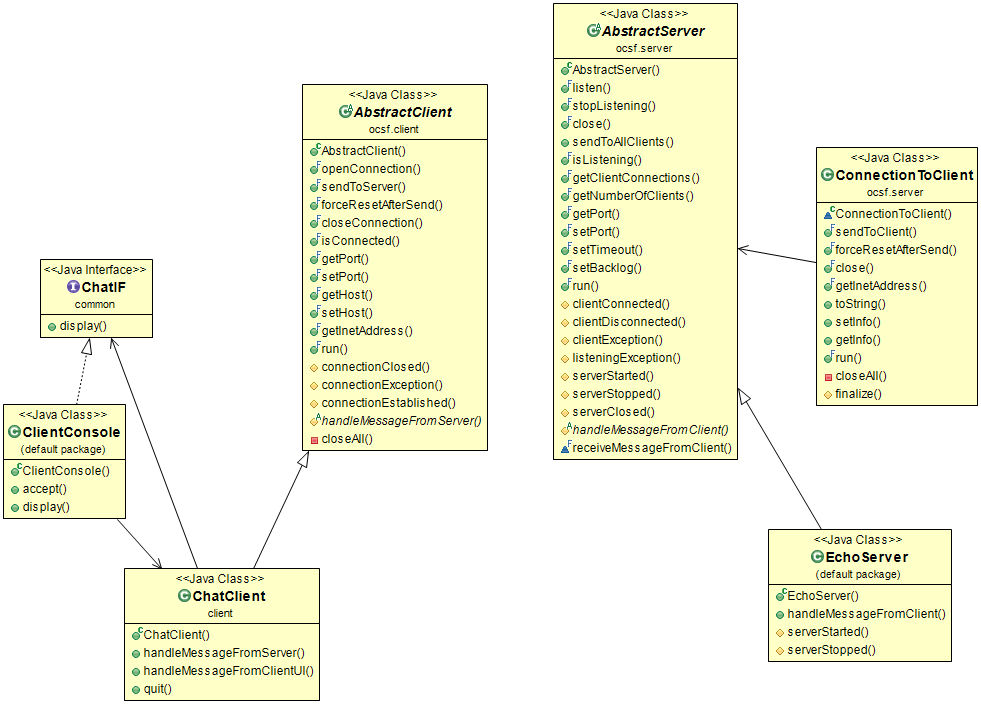 <<Java Class>>
AbstractServer
ocsf.server
AbstractServer()
listen()
stopListening()
close()
sendToAllClients()
isListening()
getClientConnections()
getNumberOfClients()
getPort()
setPort()
setTimeout()
setBacklog()
run()
clientConnected()
clientDisconnected()
clientException()
listeningException()
serverStarted()
serverStopped()
serverClosed()
handleMessageFromClient()
receiveMessageFromClient()
<<Java Class>>
AbstractClient
ocsf.client
AbstractClient()
openConnection()
sendToServer()
forceResetAfterSend()
closeConnection()
isConnected()
getPort()
setPort()
getHost()
setHost()
getInetAddress()
run()
connectionClosed()
connectionException()
connectionEstablished()
handleMessageFromServer()
closeAll()
<<Java Class>>
ConnectionToClient
ocsf.server
ConnectionToClient()
sendToClient()
forceResetAfterSend()
close()
getInetAddress()
toString()
setInfo()
getInfo()
run()
closeAll()
finalize()
<<Java Interface>>
ChatIF
common
display()
<<Java Class>>
ClientConsole
(default package)
ClientConsole()
accept()
display()
<<Java Class>>
ChatClient
client
ChatClient()
handleMessageFromServer()
handleMessageFromClientUI()
quit()
<<Java Class>>
EchoServer
(default package)
EchoServer()
handleMessageFromClient()
serverStarted()
serverStopped()